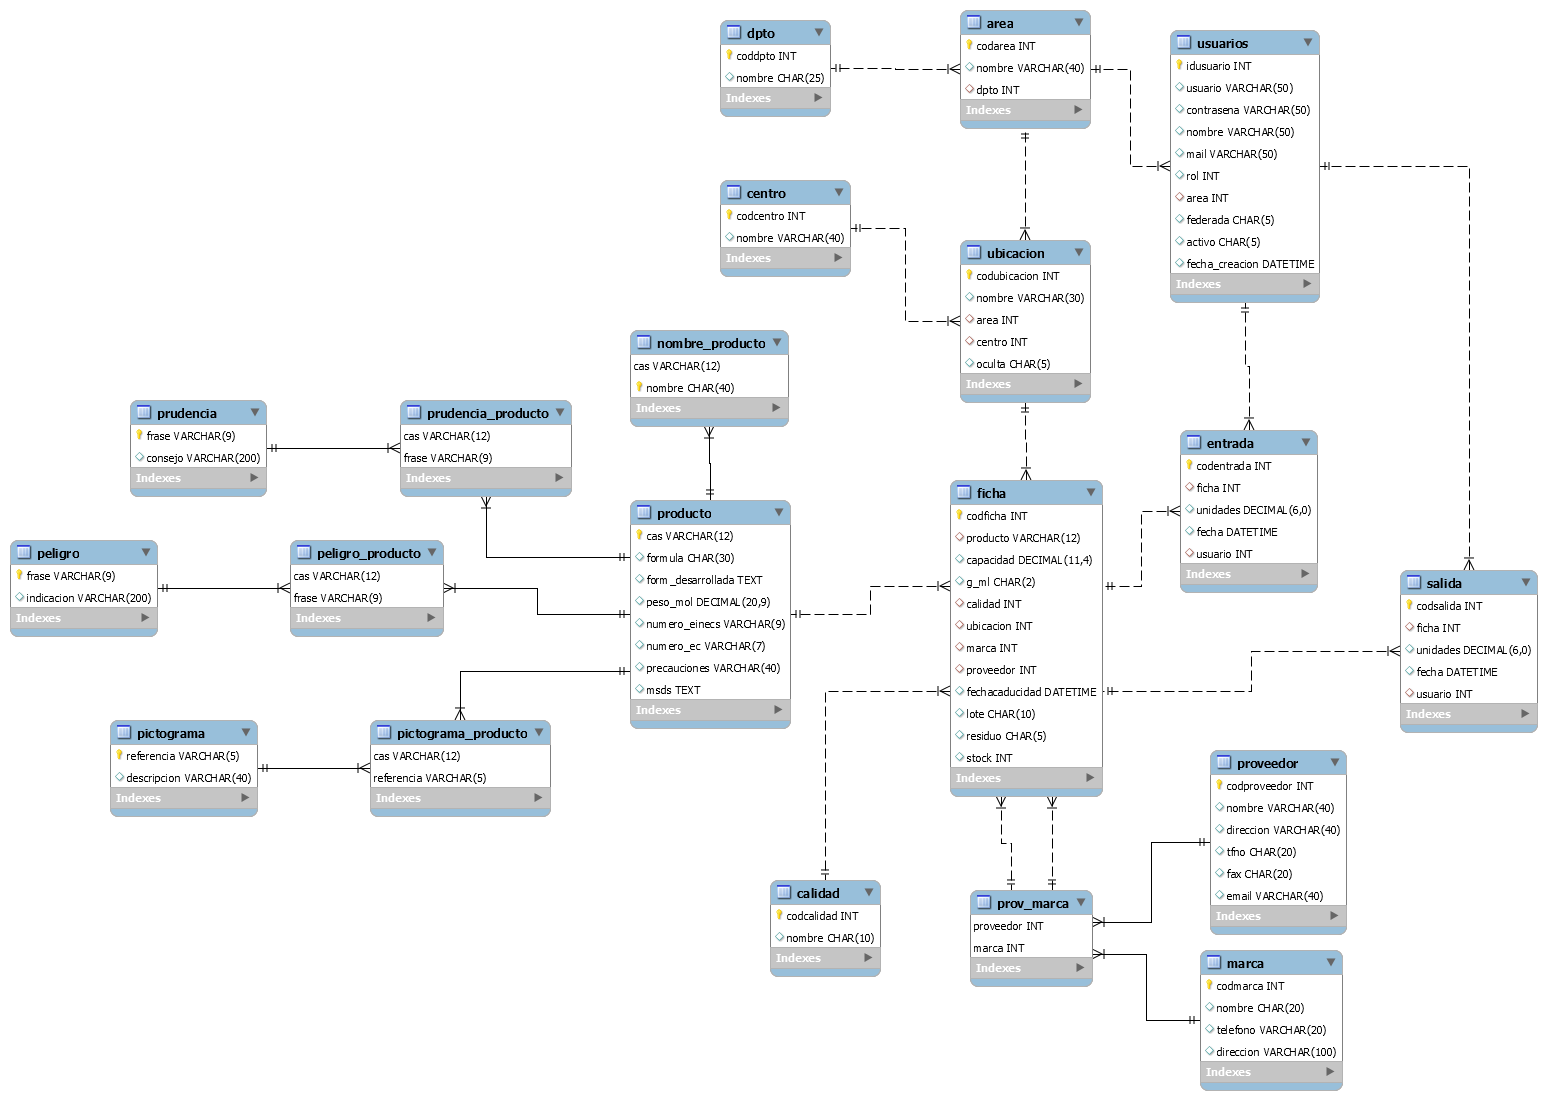 dpto
coddpto INT
nombre CHAR(25)
Indexes
area
codarea INT
nombre VARCHAR(40)
dpto INT
Indexes
usuarios
idusuario INT
usuario VARCHAR(50)
contrasena VARCHAR(50)
nombre VARCHAR(50)
mail VARCHAR(50)
rol INT
area INT
federada CHAR(5)
activo CHAR(5)
fecha_creacion DATETIME
Indexes
centro
codcentro INT
nombre VARCHAR(40)
Indexes
ubicacion
codubicacion INT
nombre VARCHAR(30)
area INT
centro INT
oculta CHAR(5)
Indexes
nombre_producto
cas VARCHAR(12)
nombre CHAR(40)
Indexes
prudencia
frase VARCHAR(9)
consejo VARCHAR(200)
Indexes
prudencia_producto
cas VARCHAR(12)
frase VARCHAR(9)
Indexes
entrada
codentrada INT
ficha INT
unidades DECIMAL(6,0)
fecha DATETIME
usuario INT
Indexes
ficha
codficha INT
producto VARCHAR(12)
capacidad DECIMAL(11,4)
g_ml CHAR(2)
calidad INT
ubicacion INT
marca INT
proveedor INT
fechacaducidad DATETIME
lote CHAR(10)
residuo CHAR(5)
stock INT
Indexes
producto
cas VARCHAR(12)
formula CHAR(30)
form_desarrollada TEXT
peso_mol DECIMAL(20,9)
numero_einecs VARCHAR(9)
numero_ec VARCHAR(7)
precauciones VARCHAR(40)
msds TEXT
Indexes
peligro
frase VARCHAR(9)
indicacion VARCHAR(200)
Indexes
peligro_producto
cas VARCHAR(12)
frase VARCHAR(9)
Indexes
salida
codsalida INT
ficha INT
unidades DECIMAL(6,0)
fecha DATETIME
usuario INT
Indexes
pictograma
referencia VARCHAR(5)
descripcion VARCHAR(40)
Indexes
pictograma_producto
cas VARCHAR(12)
referencia VARCHAR(5)
Indexes
proveedor
codproveedor INT
nombre VARCHAR(40)
direccion VARCHAR(40)
tfno CHAR(20)
fax CHAR(20)
email VARCHAR(40)
Indexes
calidad
codcalidad INT
nombre CHAR(10)
Indexes
prov_marca
proveedor INT
marca INT
Indexes
marca
codmarca INT
nombre CHAR(20)
telefono VARCHAR(20)
direccion VARCHAR(100)
Indexes